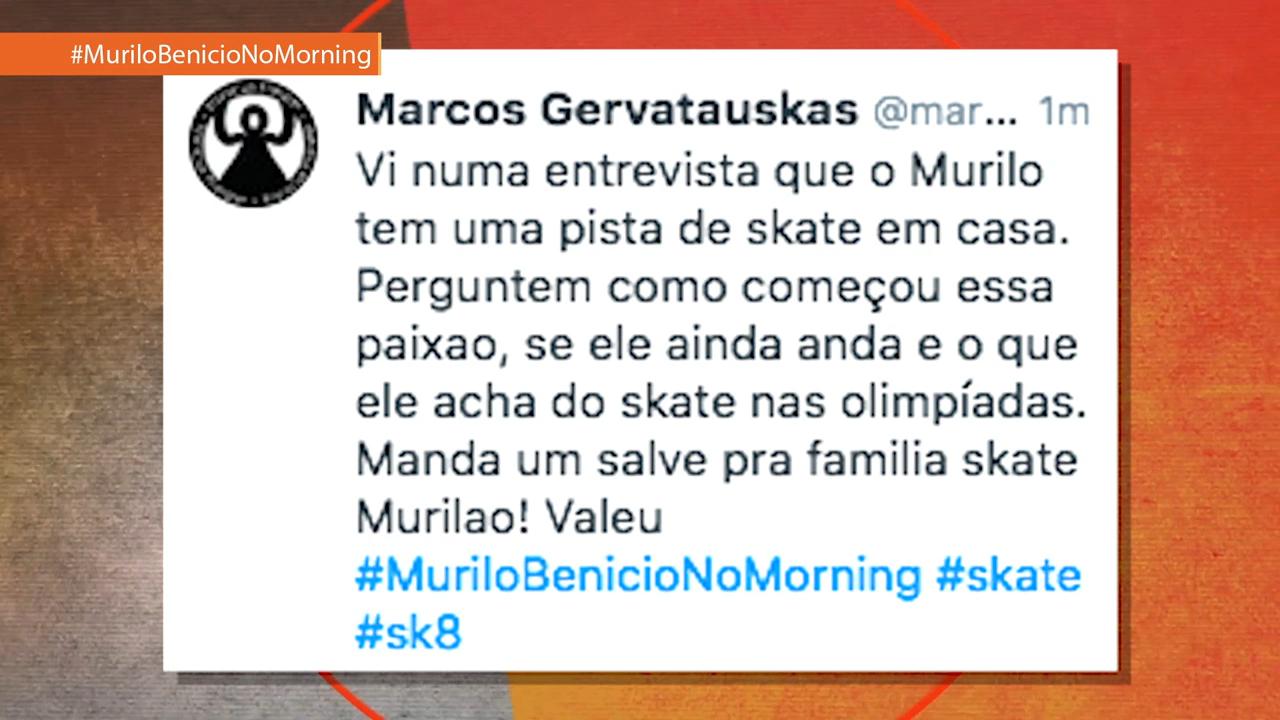 #MuriloBenicioNoMorning
Marcos Gervatauskas @mar... 1m
Vi numa entrevista que o Murilo
tem uma pista de skate em casa.
Perguntem como começou essa
paixao, se ele ainda anda e o que
ele acha do skate nas olimpíadas.
Manda um salve pra familia skate
Murilao! Valeu
#MuriloBenicioNoMorning #skate
#sk8